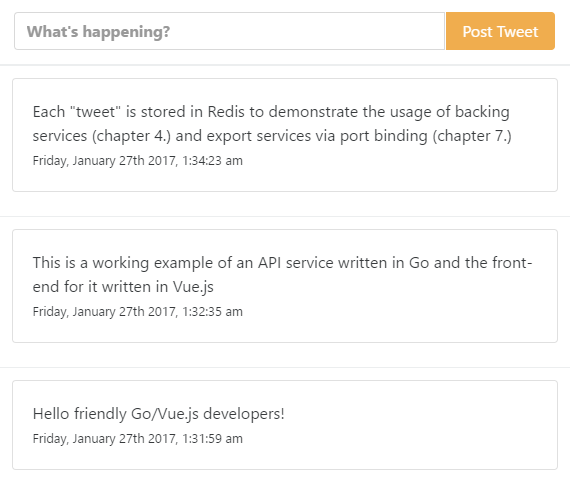 What's happening?
Post Tweet
Each "tweet" is stored in Redis to demonstrate the usage of backing
services (chapter 4.) and export services via port binding (chapter 7.)
Friday, January 27th 2017, 1:34:23 am
This is a working example of an API service written in Go and the front-
end for it written in Vue.js
Friday, January 27th 2017, 1:32:35 am
Hello friendly Go/Vue.js developers!
Friday, January 27th 2017, 1:31:59 am